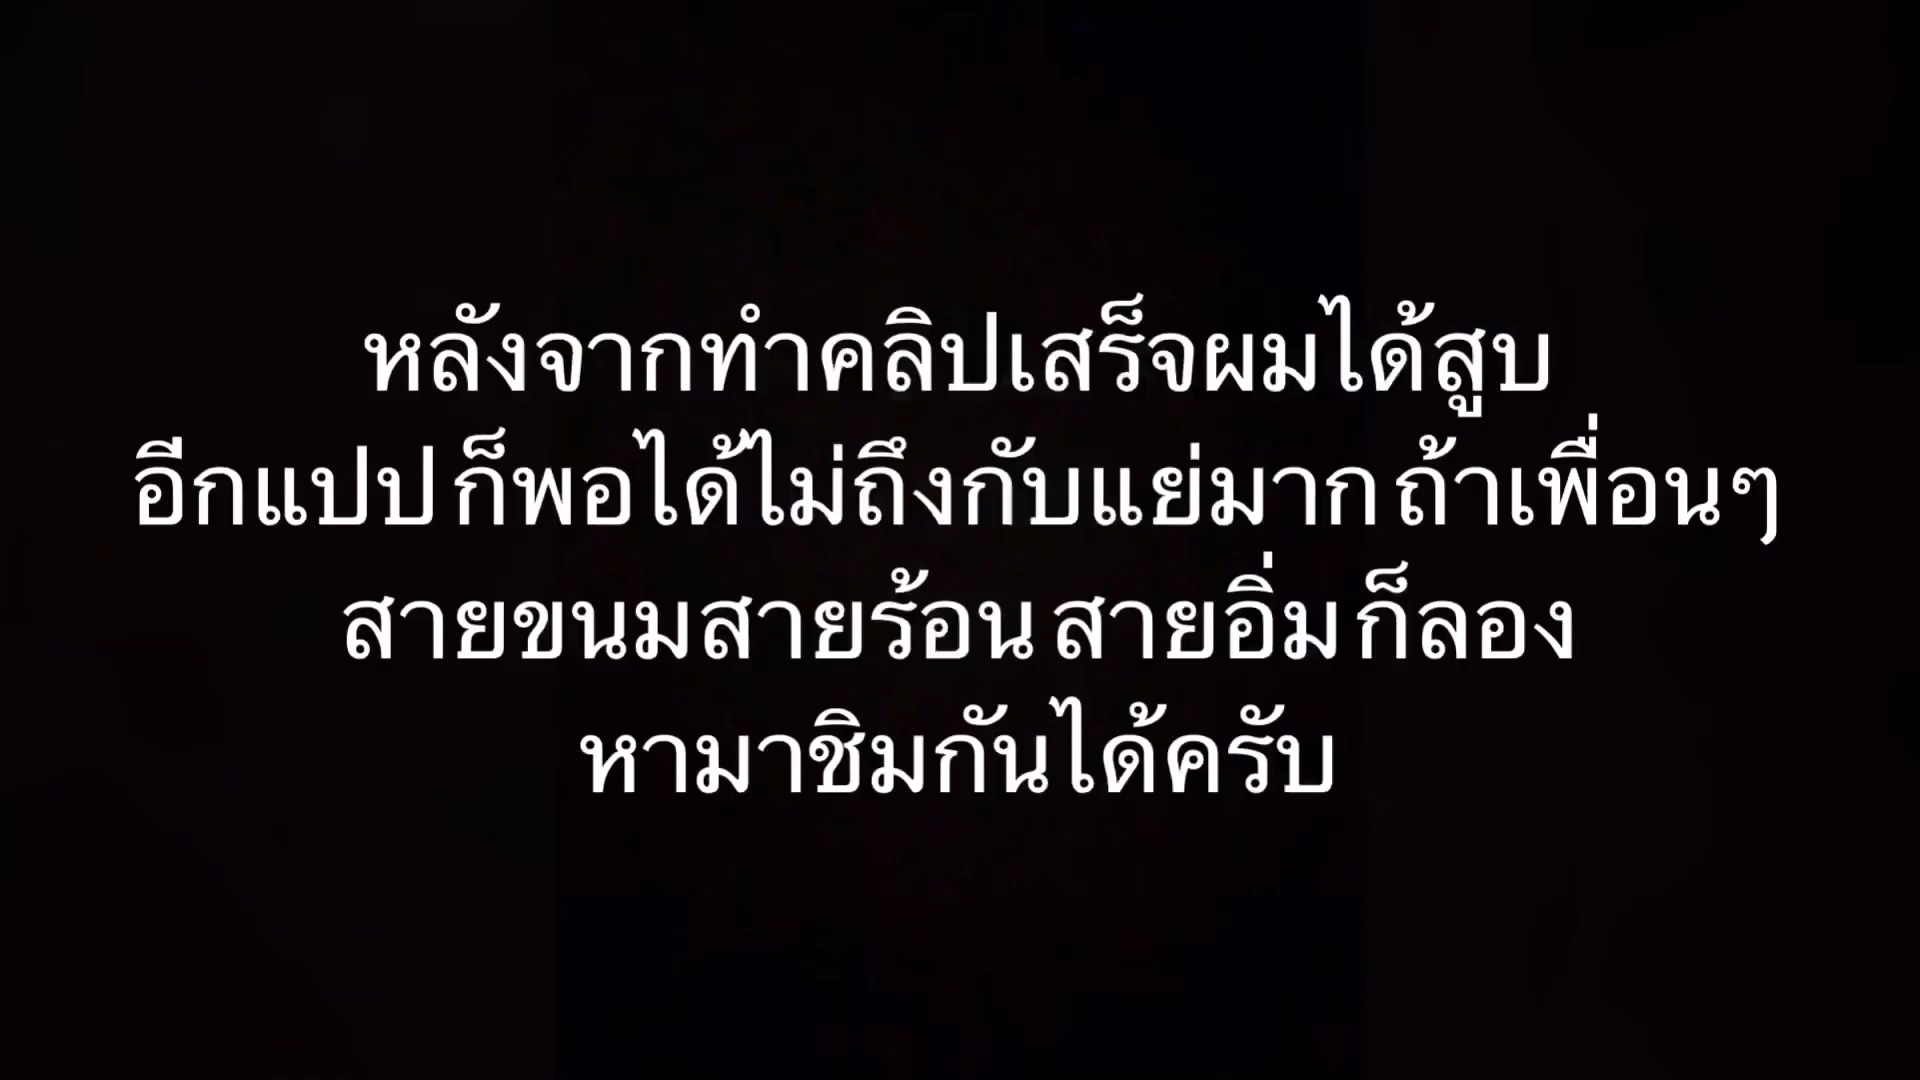 หลังจากทำคลิปเสร็จผมได้สูบ
อีกแปป ก็พอได้ไม่ถึงกับแย่มาก ถ้าเพื่อนๆ
สายขนมสายร้อน สายอิ่ม ก็ลอง
หามาชิมกันได้ครับ